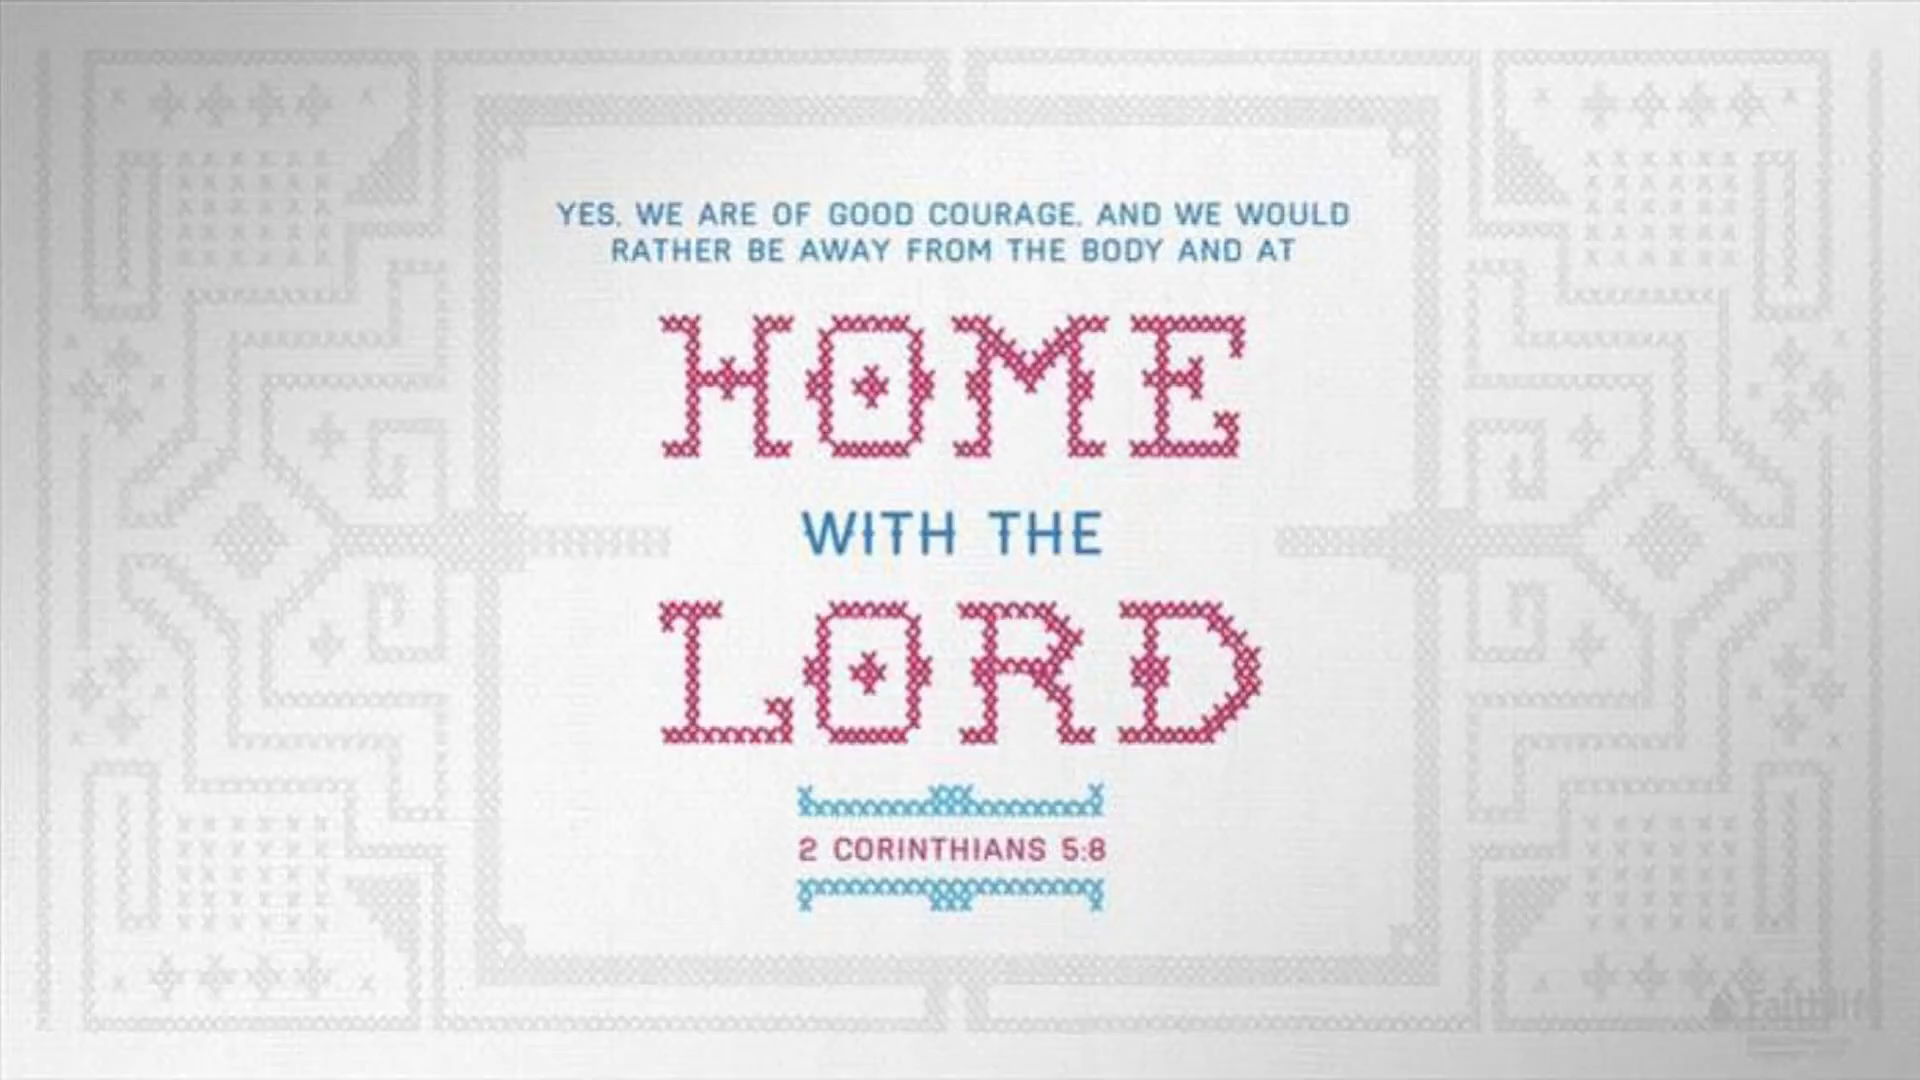 YES, WE ARE OF GOOD COURAGE, AND WE WOULD
RATHER BE AWAY FROM THE BODY AND AT
HOME
WITH THE
LORD
2 CORINTHIANS 5:8